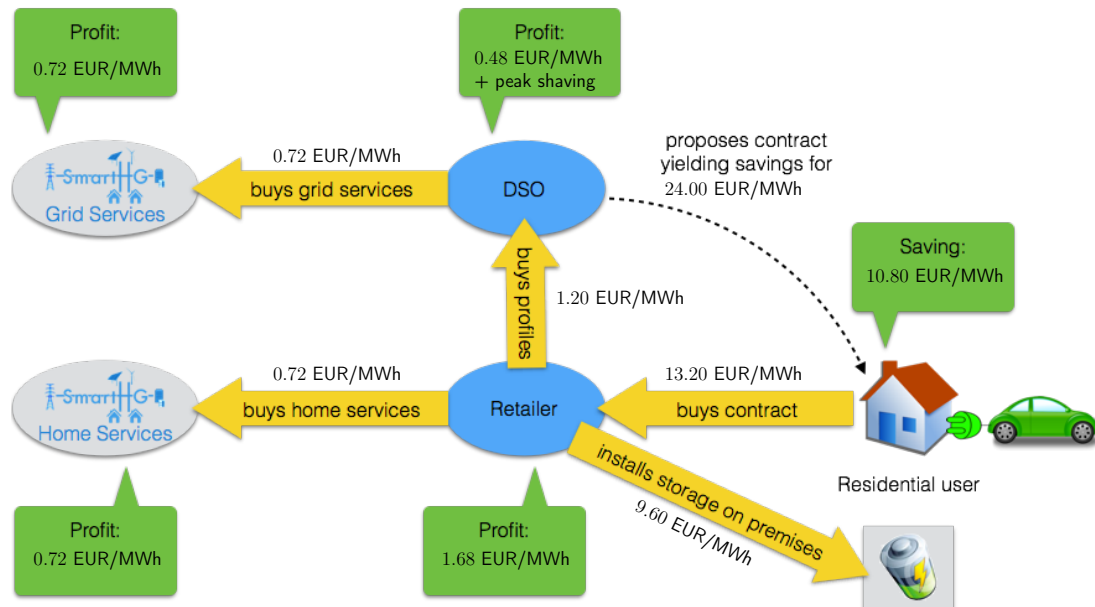 Profit:
0.72 EUR/MWh
Profit:
0.48 EUR/MWh
+ peak shaving
SmartHG
Grid Services
0.72 EUR/MWh
buys grid services
DSO
proposes contract
yielding savings for
24.00 EUR/MWh
Saving:
10.80 EUR/MWh
buys profiles
1.20 EUR/MWh
SmartHG
Home Services
0.72 EUR/MWh
buys home services
Retailer
13.20 EUR/MWh
buys contract
installs storage on premises
9.60 EUR/MWh
Residential user
Profit:
0.72 EUR/MWh
Profit:
1.68 EUR/MWh